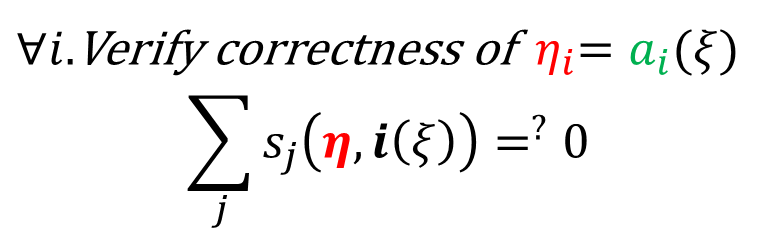 ∀i. Verify correctness of ηᵢ= aᵢ(ξ)
∑ⱼ sⱼ(η, i(ξ)) =? 0